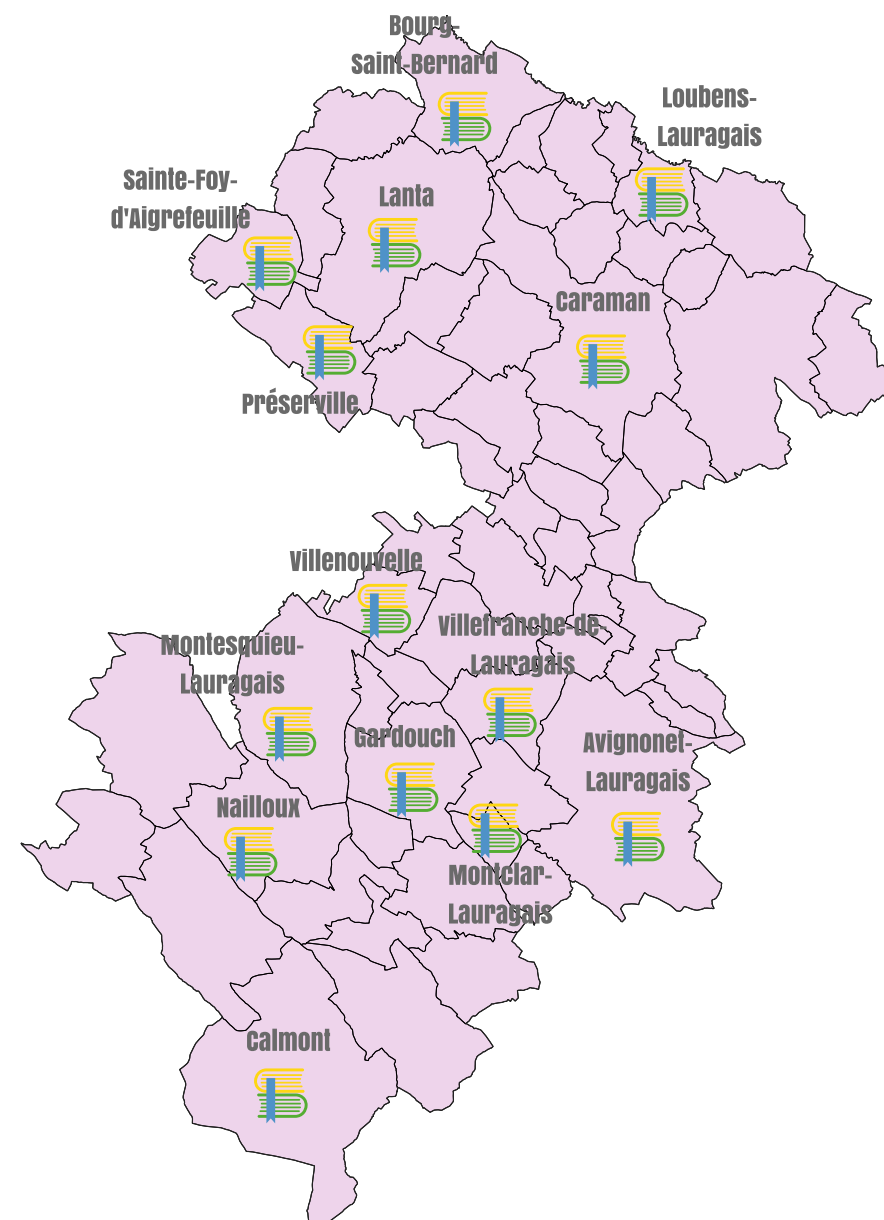 Bourg-
Saint-Bernard
Loubens-
Lauragais
Sainte-Foy-
d'Aigrefeuille
Lanta
Caraman
Préserville
Villenouvelle
Villefranche-de-
Lauragais
Montesquieu-
Lauragais
Gardouch
Avignonet-
Lauragais
Nailloux
Montclar-
Lauragais
Calmont